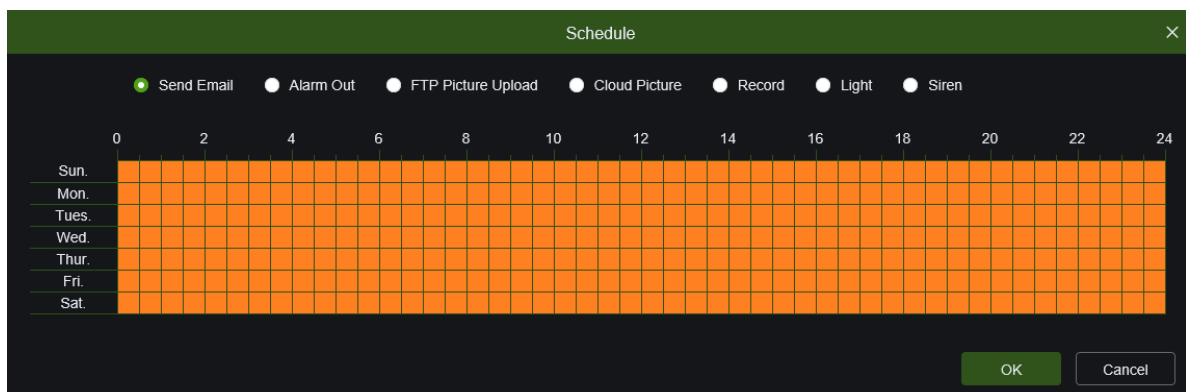 Schedule
Send Email Alarm Out FTP Picture Upload Cloud Picture Record Light Siren
0 2 4 6 8 10 12 14 16 18 20 22 24
Sun.
Mon.
Tues.
Wed.
Thur.
Fri.
Sat.
OK Cancel